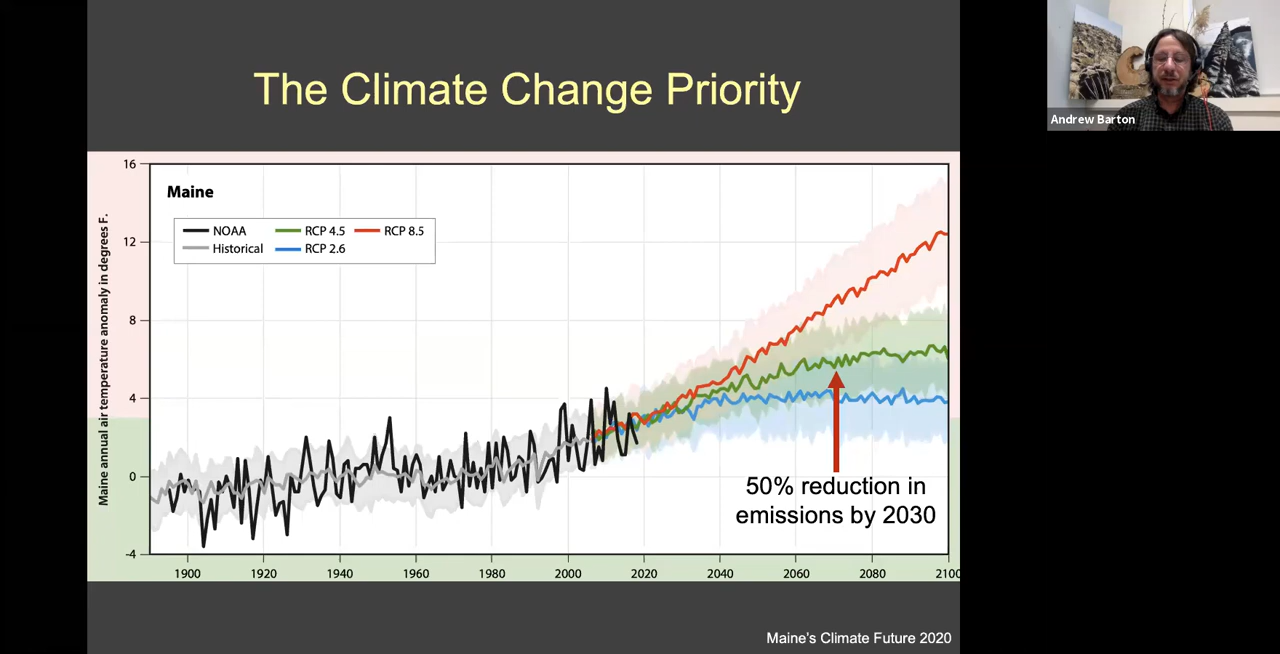 The Climate Change Priority
Andrew Barton
Maine annual air temperature anomaly in degrees F.
16
12
8
4
0
-4
Maine
NOAA RCP 4.5 RCP 8.5
Historical RCP 2.6
50% reduction in
emissions by 2030
1900 1920 1940 1960 1980 2000 2020 2040 2060 2080 2100
Maine's Climate Future 2020